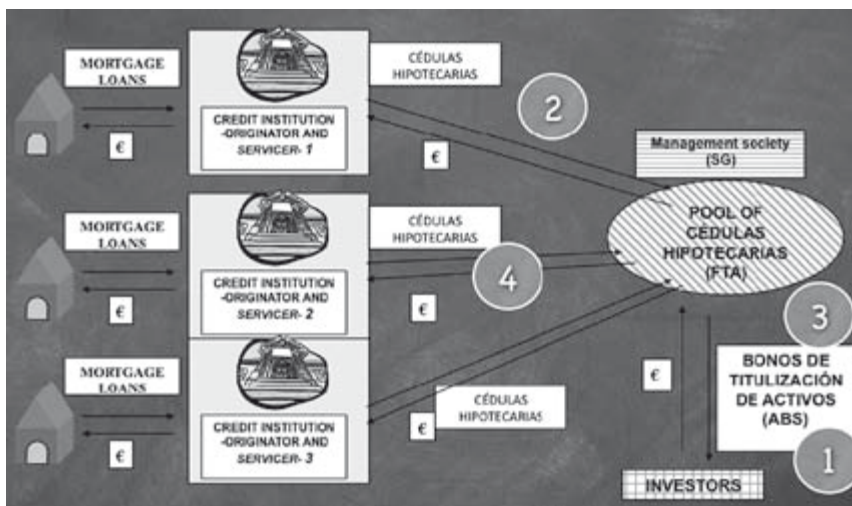 MORTGAGE
LOANS
€
CREDIT INSTITUTION
-ORIGINATOR AND
SERVICER- 1
CÉDULAS
HIPOTECARIAS
2
€
Management society
(SG)
POOL OF
CÉDULAS
HIPOTECARIAS
(FTA)
MORTGAGE
LOANS
€
CREDIT INSTITUTION
-ORIGINATOR AND
SERVICER- 2
CÉDULAS
HIPOTECARIAS
4
€
MORTGAGE
LOANS
€
CREDIT INSTITUTION
-ORIGINATOR AND
SERVICER- 3
CÉDULAS
HIPOTECARIAS
€
3
€
BONOS DE
TITULIZACIÓN
DE ACTIVOS
(ABS)
1
INVESTORS